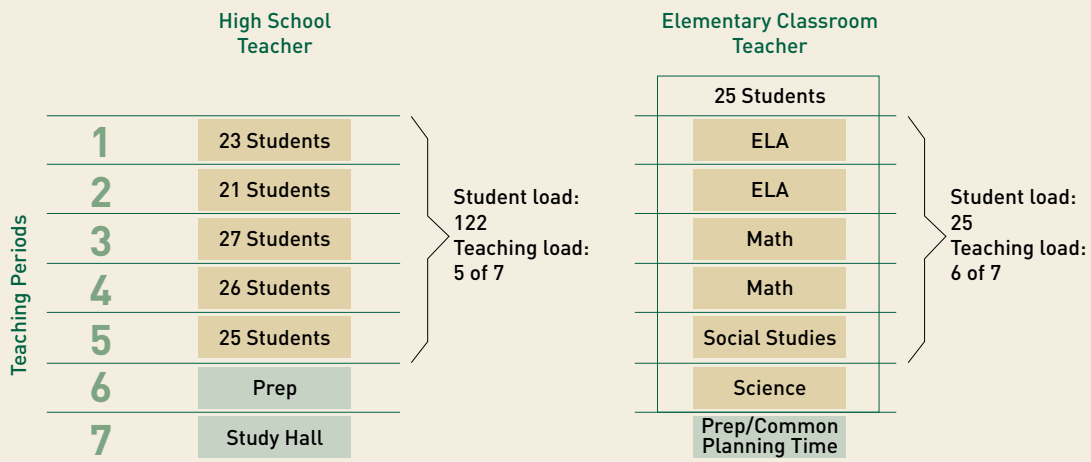 High School
Teacher
Elementary Classroom
Teacher
25 Students
Teaching Periods
1
23 Students
ELA
2
21 Students
ELA
3
27 Students
Math
4
26 Students
Math
5
25 Students
Social Studies
6
Prep
Science
7
Study Hall
Prep/Common
Planning Time
Student load:
122
Teaching load:
5 of 7
Student load:
25
Teaching load:
6 of 7